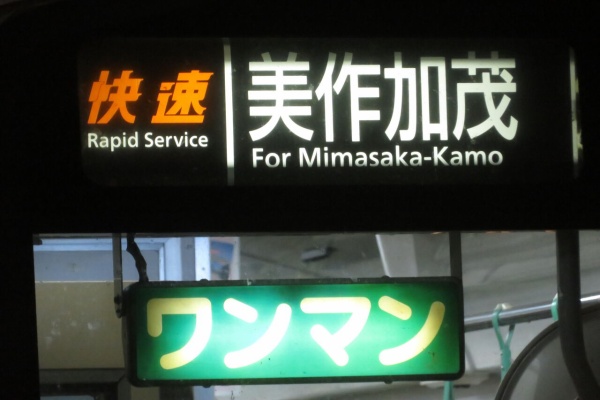 快速 美作加茂
Rapid Service For Mimasaka-Kamo
ワンマン